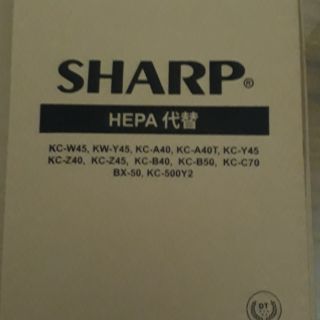 SHARP®
HEPA 代替
KC-W45, KW-Y45, KC-A40, KC-A40T, KC-Y45
KC-Z40, KC-Z45, KC-B40, KC-B50, KC-C70
BX-50, KC-500Y2
DT